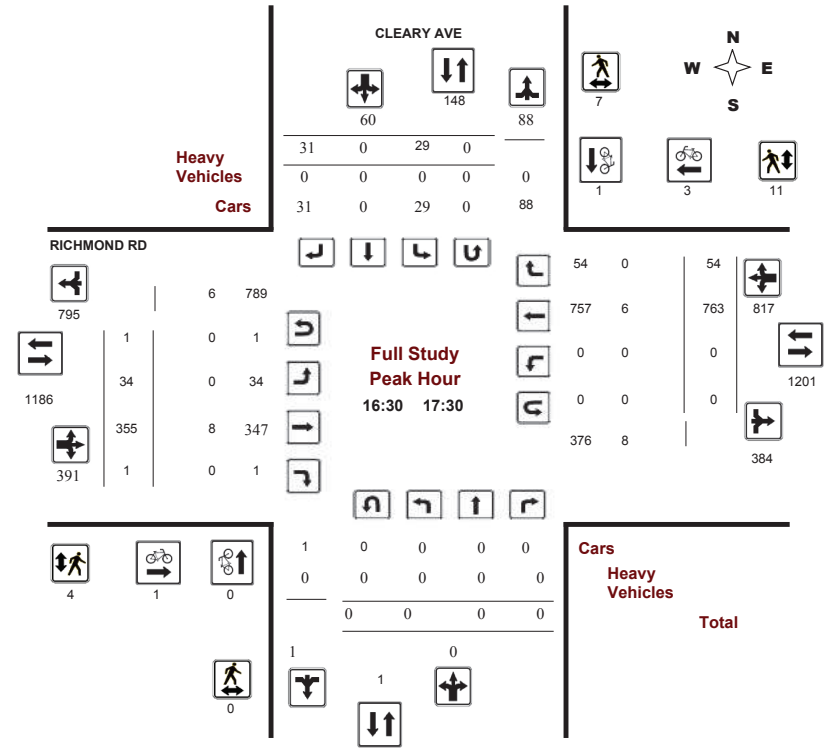 CLEARY AVE
N
W E
S
148
60
88
7
31 0 29 0
Heavy
Vehicles
0 0 0 0 0
1 3 11
Cars
31 0 29 0 88
RICHMOND RD
54 0 54
6 789
795
757 6 763 817
1 0 1
Full Study
Peak Hour
16:30 17:30
0 0 0
1201
34 0 34
1186
0 0 0
355 8 347
376 8
384
391
1 0 1
1 0 0 0 0
Cars
0 0 0 0 0
Heavy
Vehicles
4 1 0
0 0 0 0
Total
1
0
1
0